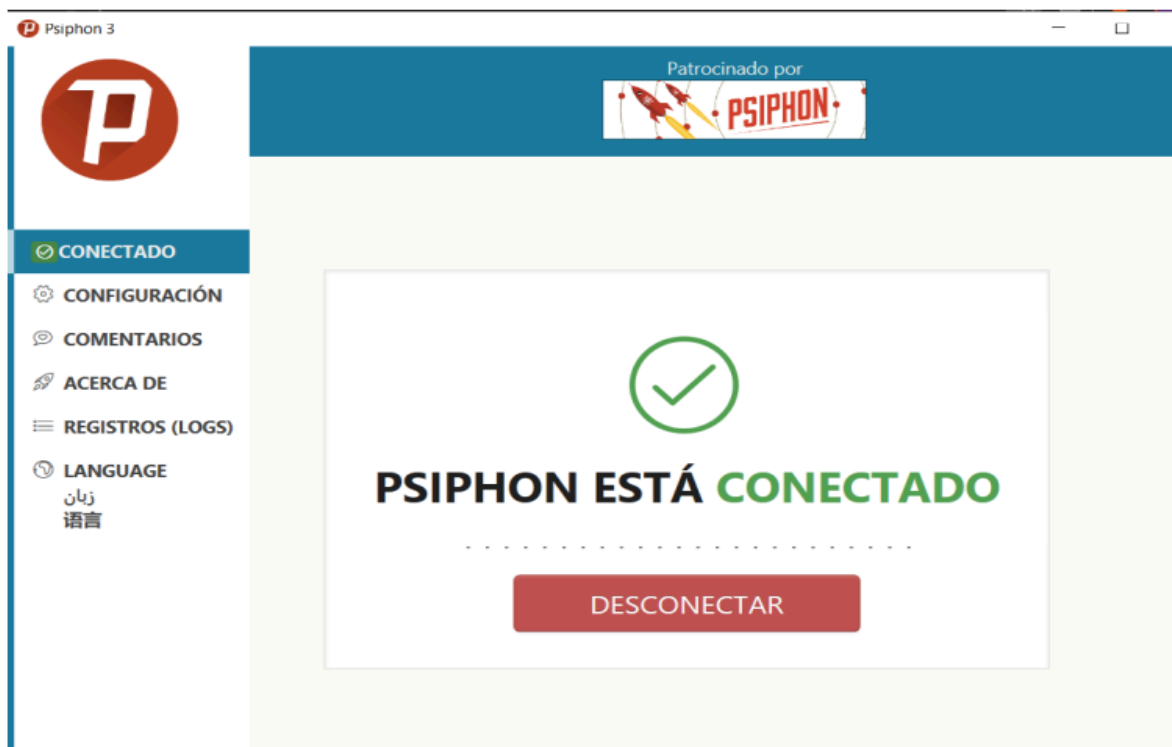 Psiphon 3
Patrocinado por
PSIPHON
CONECTADO
CONFIGURACIÓN
COMENTARIOS
ACERCA DE
REGISTROS (LOGS)
LANGUAGE
زبان
语言
PSIPHON ESTÁ CONECTADO
DESCONECTAR